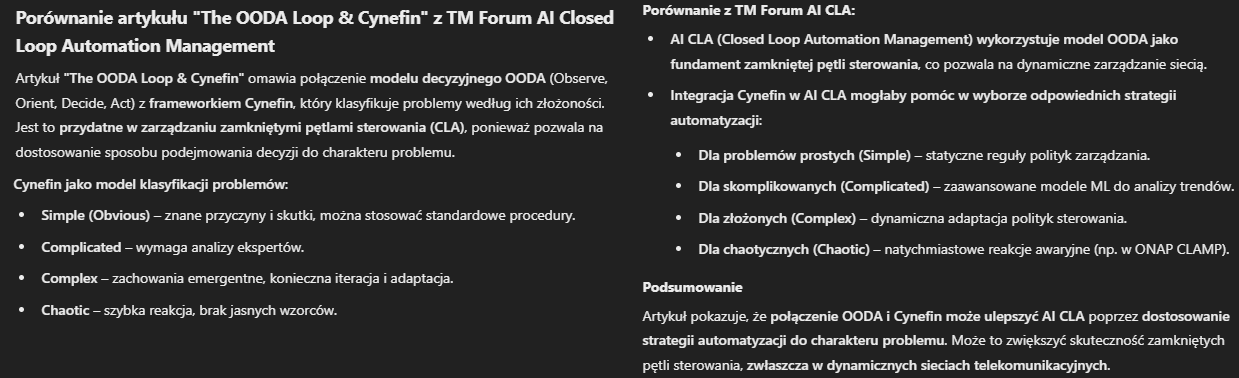 Porównanie artykułu "The OODA Loop & Cynefin" z TM Forum AI Closed
Loop Automation Management
Artykuł "The OODA Loop & Cynefin" omawia połączenie modelu decyzyjnego OODA (Observe,
Orient, Decide, Act) z frameworkiem Cynefin, który klasyfikuje problemy według ich złożoności.
Jest to przydatne w zarządzaniu zamkniętymi pętlami sterowania (CLA), ponieważ pozwala na
dostosowanie sposobu podejmowania decyzji do charakteru problemu.
Cynefin jako model klasyfikacji problemów:
• Simple (Obvious) – znane przyczyny i skutki, można stosować standardowe procedury.
• Complicated – wymaga analizy ekspertów.
• Complex – zachowania emergentne, konieczna iteracja i adaptacja.
• Chaotic – szybka reakcja, brak jasnych wzorców.
Porównanie z TM Forum AI CLA:
• AI CLA (Closed Loop Automation Management) wykorzystuje model OODA jako
fundament zamkniętej pętli sterowania, co pozwala na dynamiczne zarządzanie siecią.
• Integracja Cynefin w AI CLA mogłaby pomóc w wyborze odpowiednich strategii
automatyzacji:
• Dla problemów prostych (Simple) – statyczne reguły polityk zarządzania.
• Dla skomplikowanych (Complicated) – zaawansowane modele ML do analizy trendów.
• Dla złożonych (Complex) – dynamiczna adaptacja polityk sterowania.
• Dla chaotycznych (Chaotic) – natychmiastowe reakcje awaryjne (np. w ONAP CLAMP).
Podsumowanie
Artykuł pokazuje, że połączenie OODA i Cynefin może ulepszyć AI CLA poprzez dostosowanie
strategii automatyzacji do charakteru problemu. Może to zwiększyć skuteczność zamkniętych
pętli sterowania, zwłaszcza w dynamicznych sieciach telekomunikacyjnych.